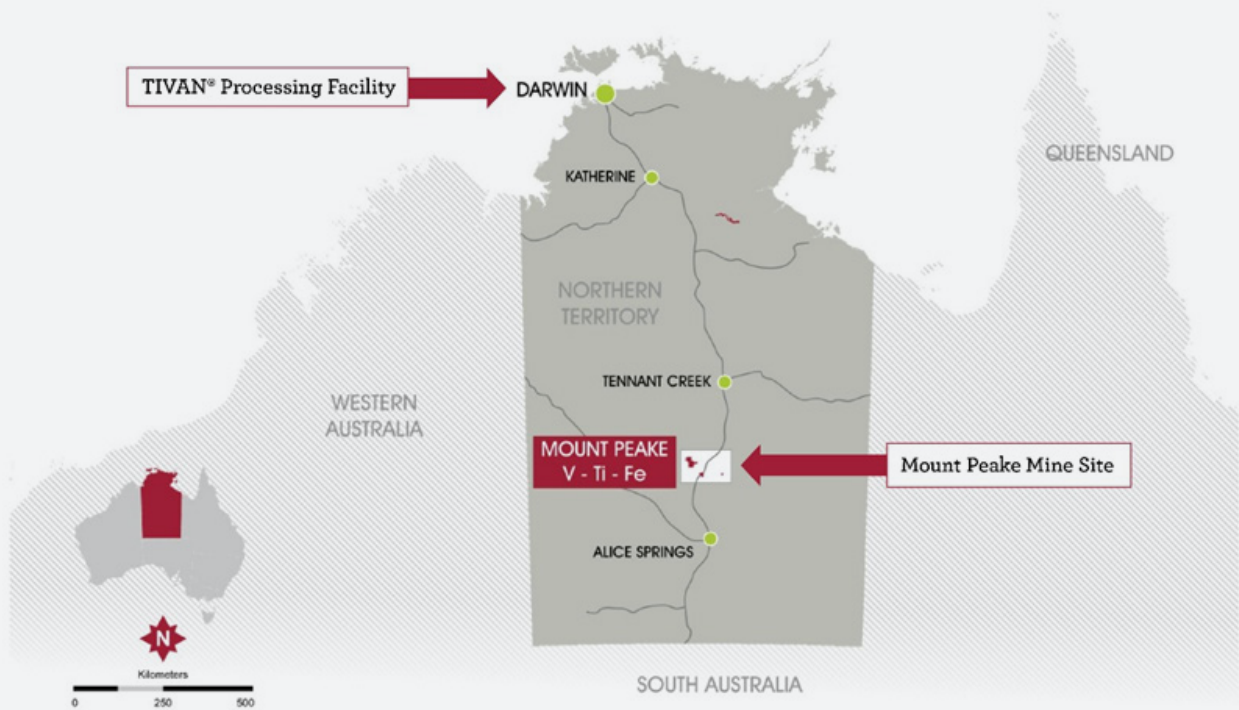 TIVAN® Processing Facility
DARWIN
QUEENSLAND
KATHERINE
NORTHERN
TERRITORY
TENNANT CREEK
WESTERN
AUSTRALIA
MOUNT PEAKE
V - Ti - Fe
Mount Peake Mine Site
ALICE SPRINGS
N
Kilometers
0 250 500
SOUTH AUSTRALIA